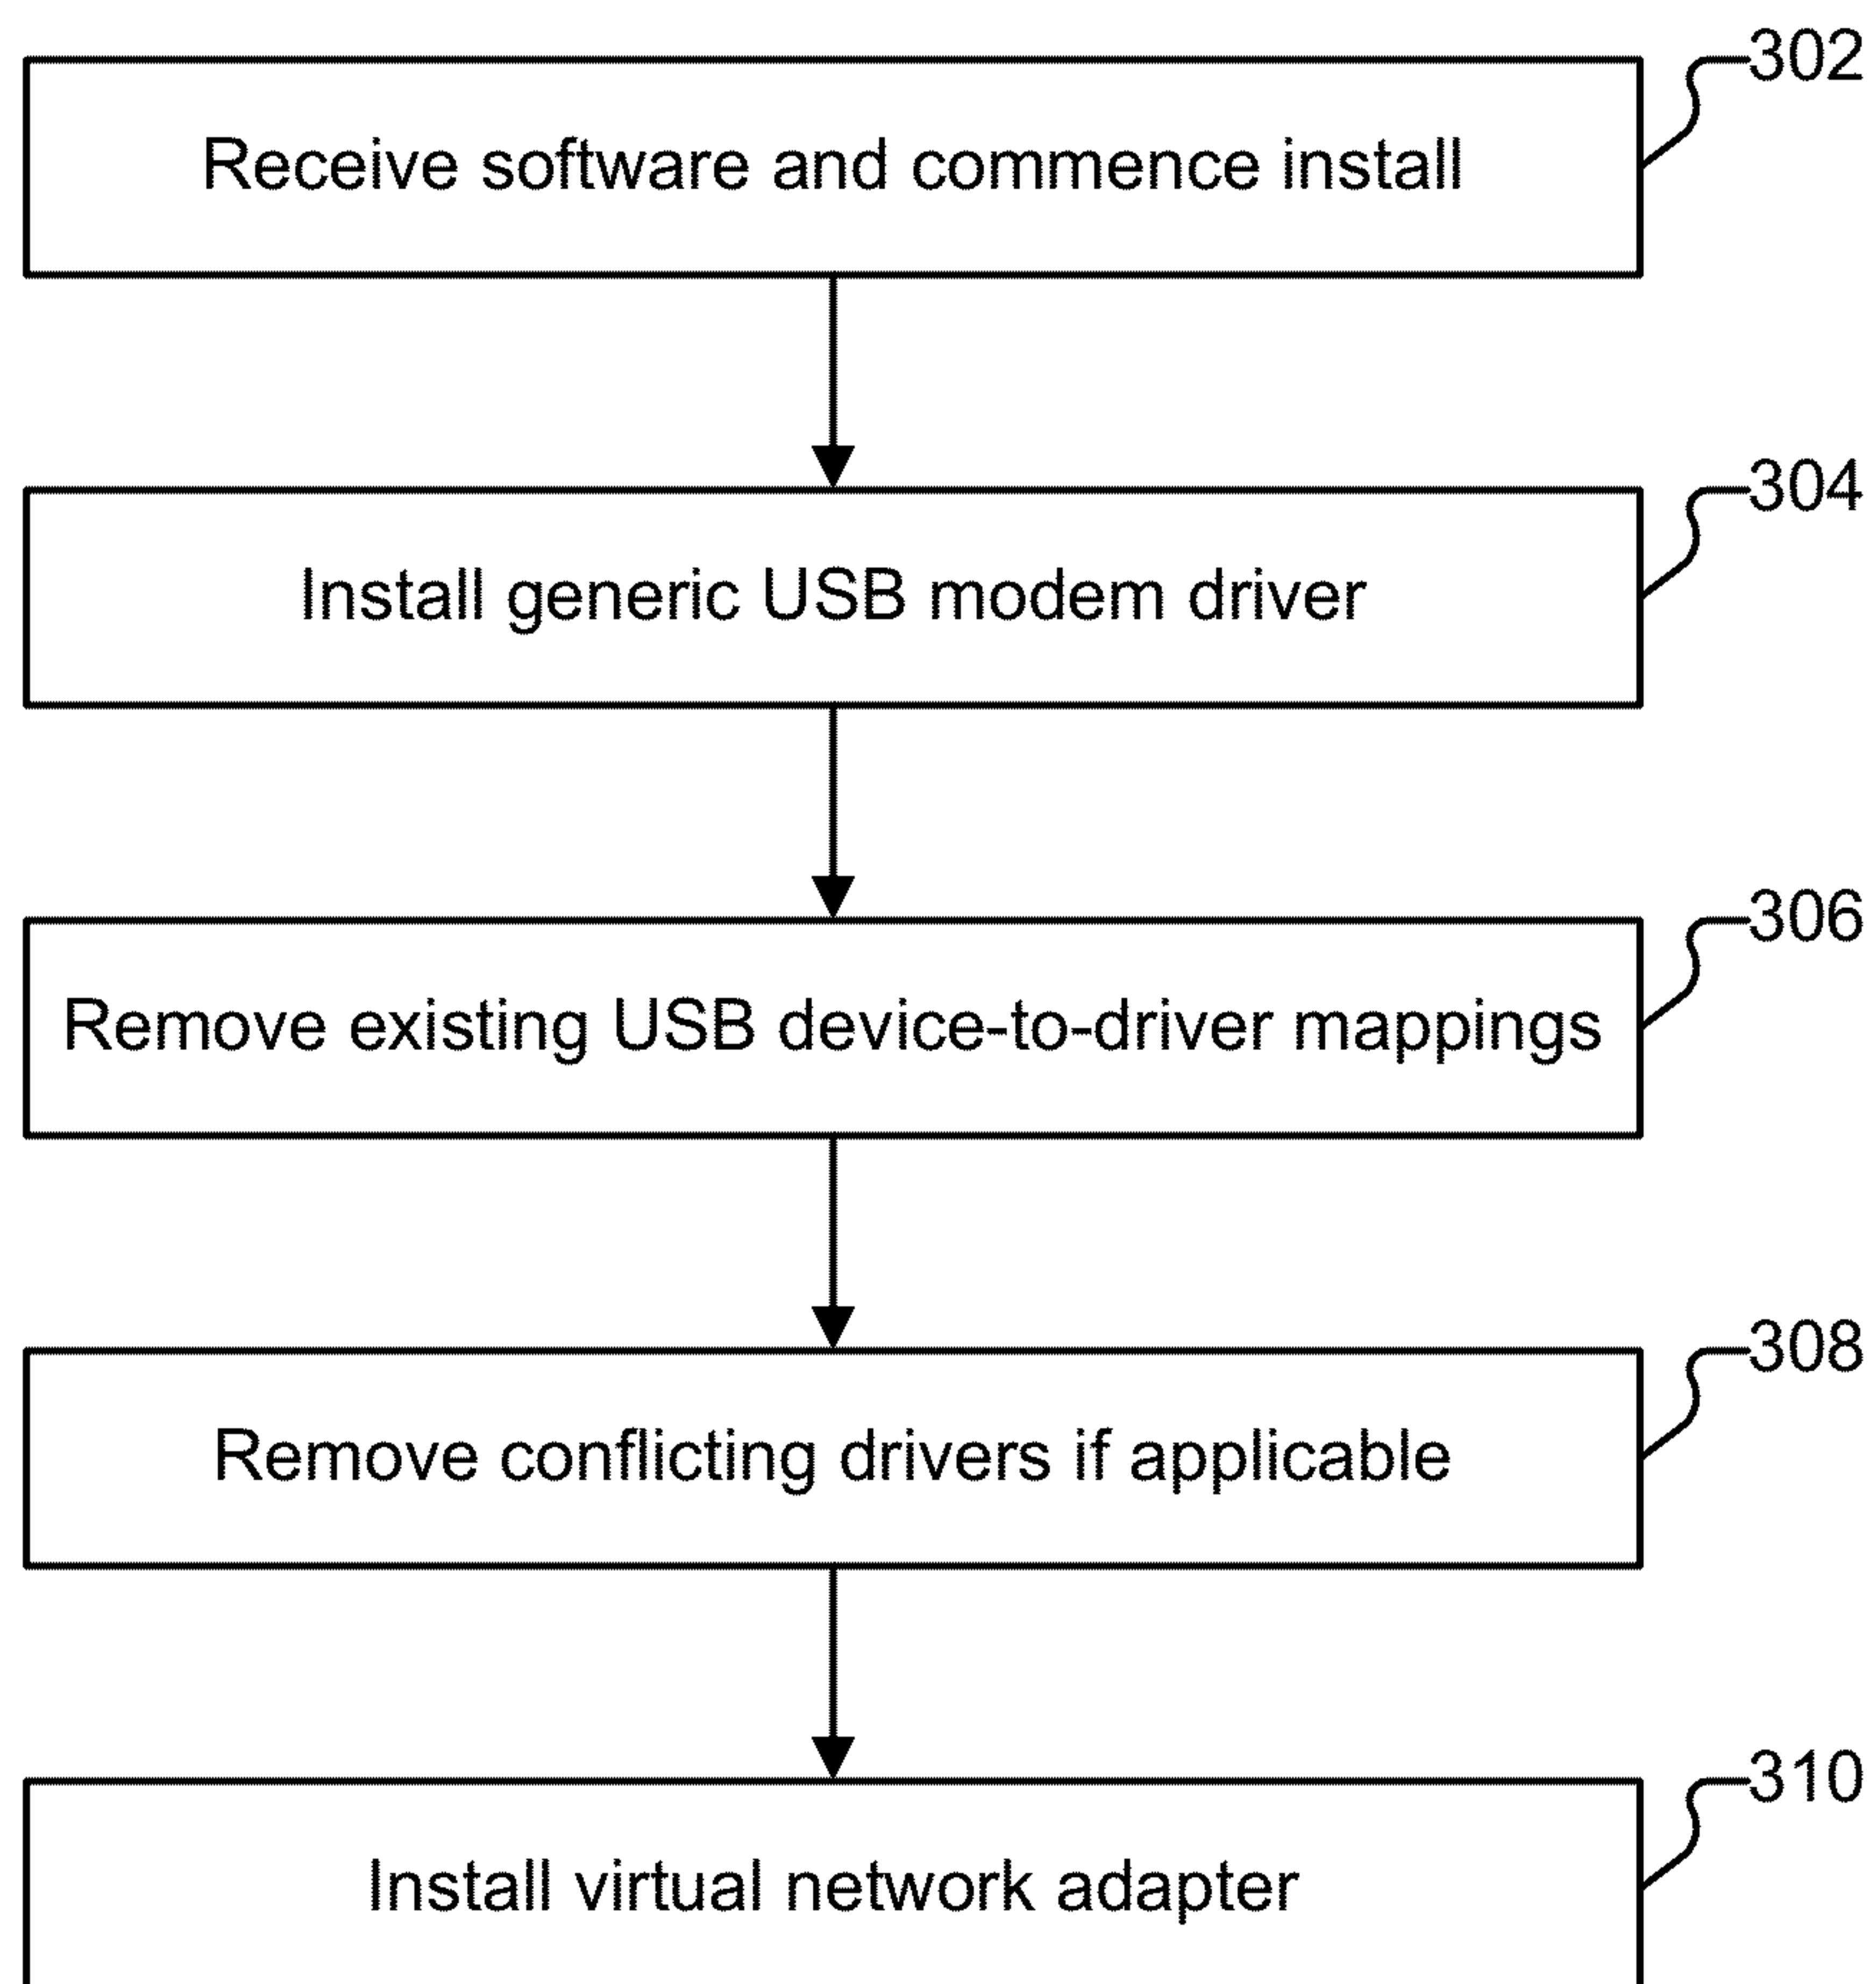 302
Receive software and commence install
304
Install generic USB modem driver
306
Remove existing USB device-to-driver mappings
308
Remove conflicting drivers if applicable
310
Install virtual network adapter